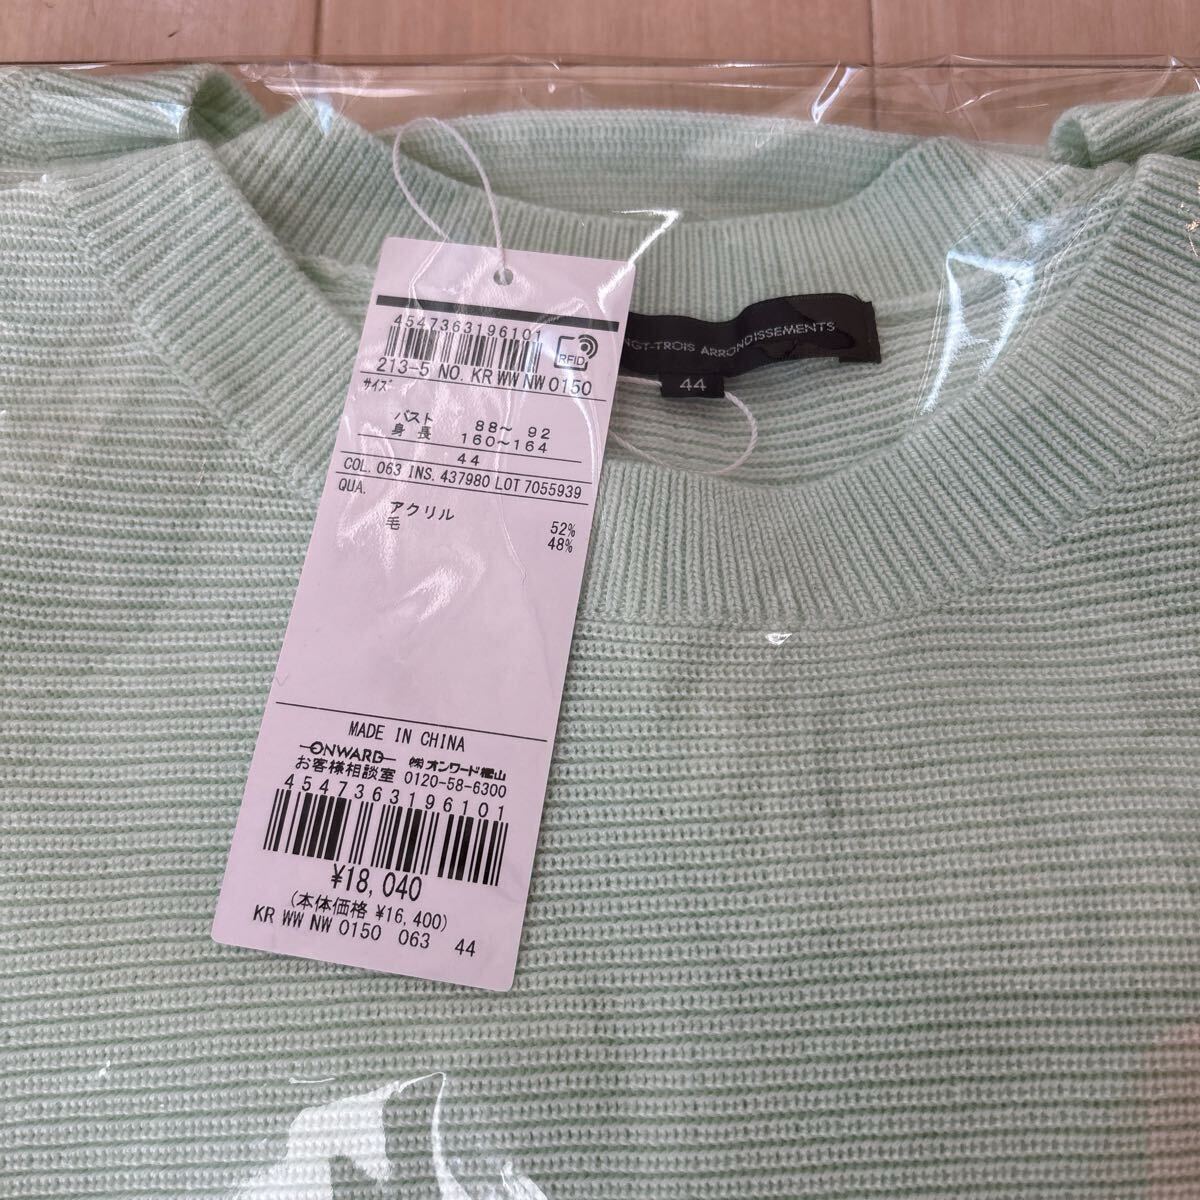 4547363196101
RFID
213-5 NO. KR WW NW 0150
サイズ
バスト 88～ 92
身 長 160～164
44
COL. 063 INS. 437980 LOT 7055939
QUA.
アクリル 52%
毛 48%
MADE IN CHINA
ONWARD ㈱オンワード樫山
お客様相談室 0120-58-6300
4547363196101
¥18,040
(本体価格 ¥16,400)
KR WW NW 0150 063 44
NGT-TROIS ARRONDISSEMENTS
44